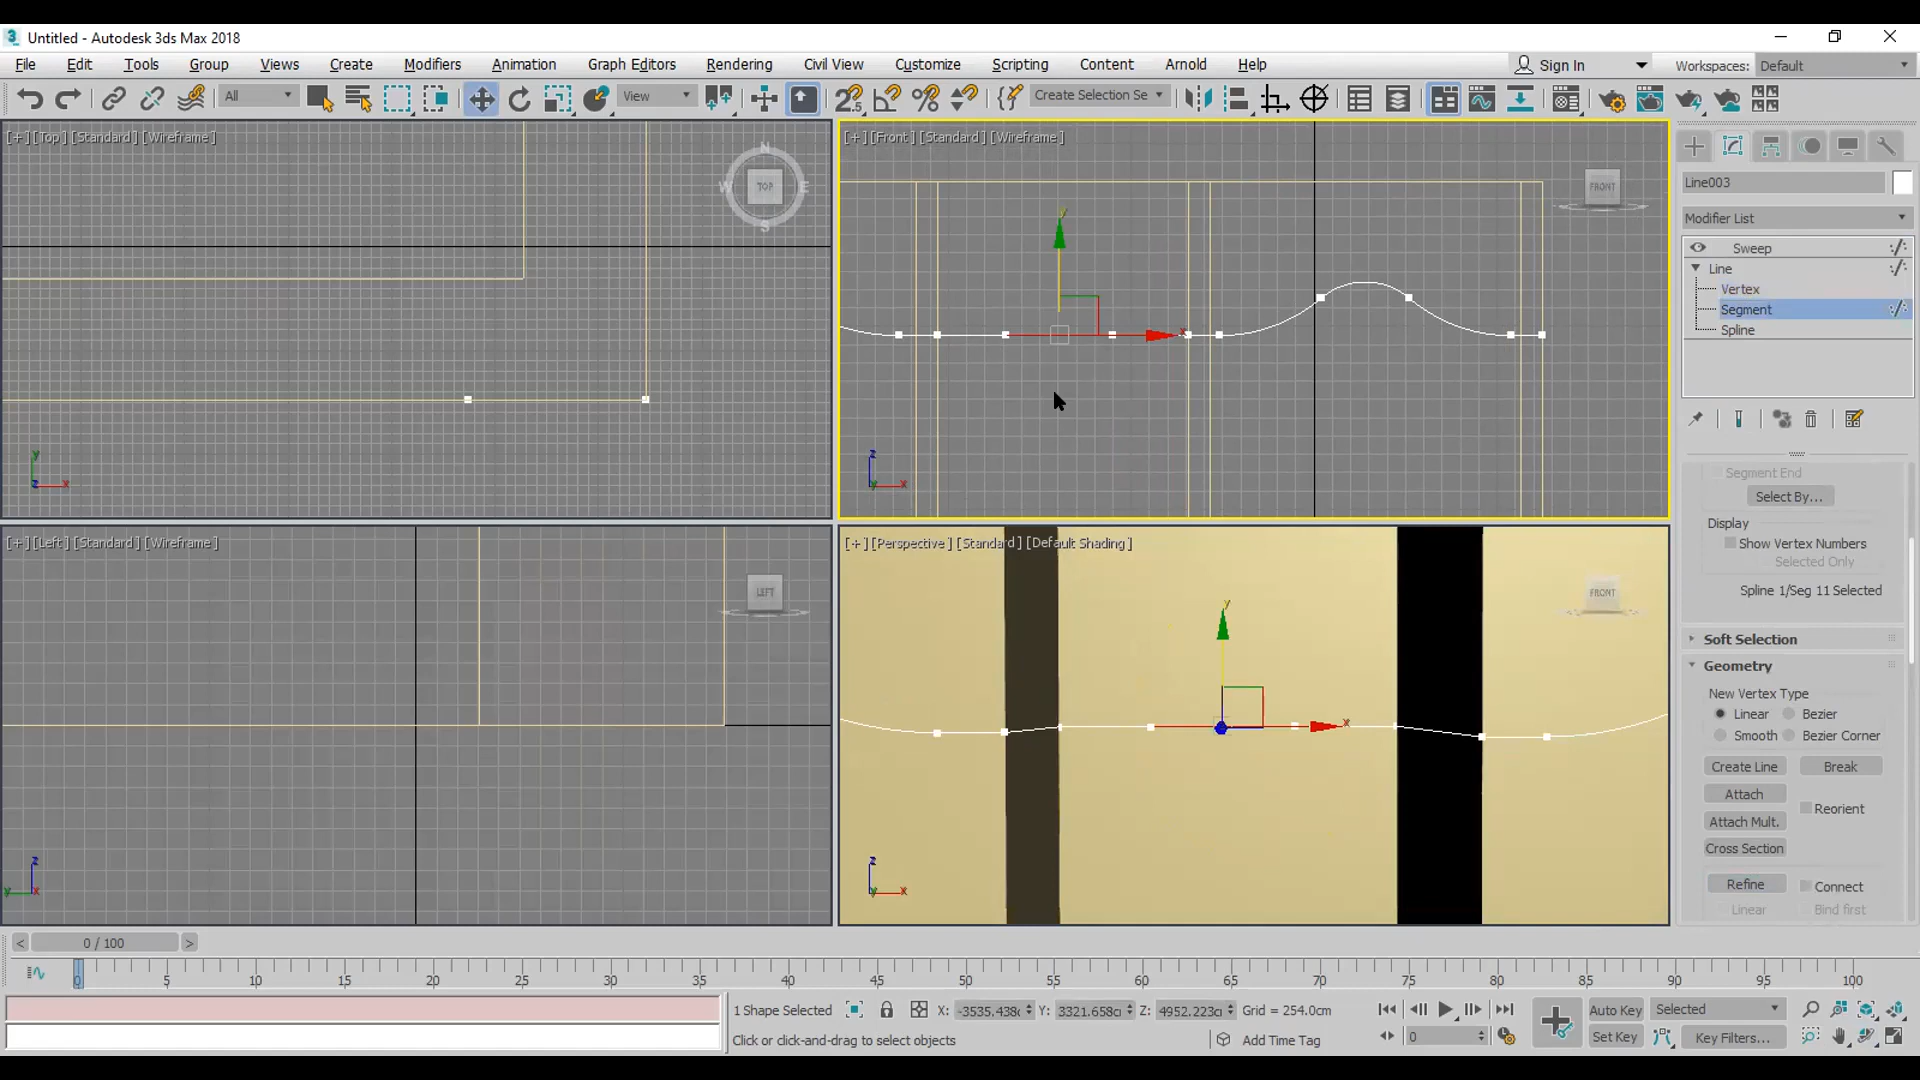 Untitled - Autodesk 3ds Max 2018
File Edit Tools Group Views Create Modifiers Animation Graph Editors Rendering Civil View Customize Scripting Content Arnold Help
Sign In Workspaces: Default
All View Create Selection Se
[+] [Top] [Standard] [Wireframe]
[+] [Front] [Standard] [Wireframe]
N
W TOP E
S
FRONT
y
x
y
z x
z
y x
Line003
Modifier List
Sweep
Line
Vertex
Segment
Spline
Segment End
Select By...
Display
Show Vertex Numbers
Selected Only
Spline 1/Seg 11 Selected
Soft Selection
Geometry
New Vertex Type
Linear Bezier
Smooth Bezier Corner
Create Line Break
Attach
Reorient
Attach Mult.
Cross Section
Refine Connect
Linear Bind first
[+] [Left] [Standard] [Wireframe]
[+] [Perspective] [Standard] [Default Shading]
LEFT
FRONT
y
x
z
y x
z
y x
< 0 / 100 >
0 5 10 15 20 25 30 35 40 45 50 55 60 65 70 75 80 85 90 95 100
1 Shape Selected X: -3535.438c Y: 3321.658cr Z: 4952.223cr Grid = 254.0cm
Auto Key Selected
Click or click-and-drag to select objects
Add Time Tag
0
Set Key Key Filters...